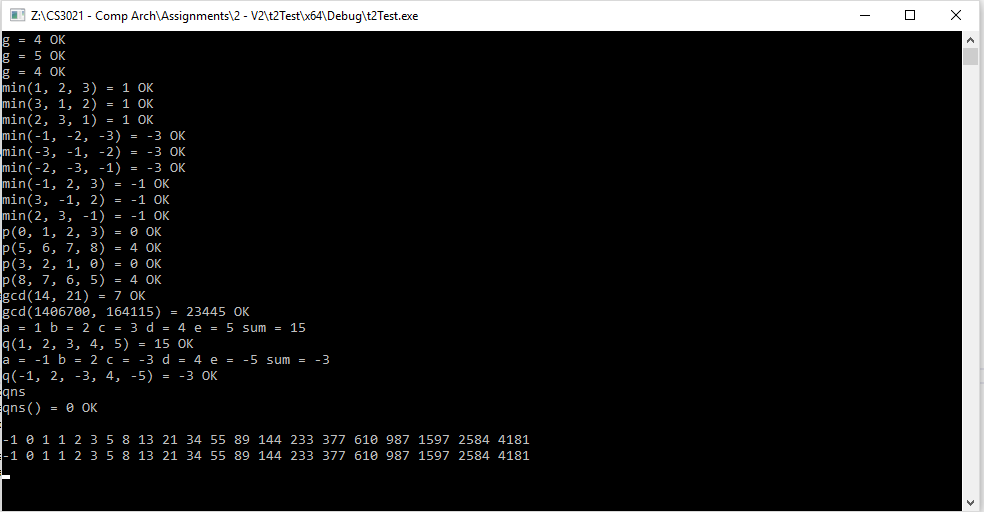 Z:\CS3021 - Comp Arch\Assignments\2 - V2\t2Test\x64\Debug\t2Test.exe
g = 4 OK
g = 5 OK
g = 4 OK
min(1, 2, 3) = 1 OK
min(3, 1, 2) = 1 OK
min(2, 3, 1) = 1 OK
min(-1, -2, -3) = -3 OK
min(-3, -1, -2) = -3 OK
min(-2, -3, -1) = -3 OK
min(-1, 2, 3) = -1 OK
min(3, -1, 2) = -1 OK
min(2, 3, -1) = -1 OK
p(0, 1, 2, 3) = 0 OK
p(5, 6, 7, 8) = 4 OK
p(3, 2, 1, 0) = 0 OK
p(8, 7, 6, 5) = 4 OK
gcd(14, 21) = 7 OK
gcd(1406700, 164115) = 23445 OK
a = 1 b = 2 c = 3 d = 4 e = 5 sum = 15
q(1, 2, 3, 4, 5) = 15 OK
a = -1 b = 2 c = -3 d = 4 e = -5 sum = -3
q(-1, 2, -3, 4, -5) = -3 OK
qns
qns() = 0 OK
-1 0 1 1 2 3 5 8 13 21 34 55 89 144 233 377 610 987 1597 2584 4181
-1 0 1 1 2 3 5 8 13 21 34 55 89 144 233 377 610 987 1597 2584 4181